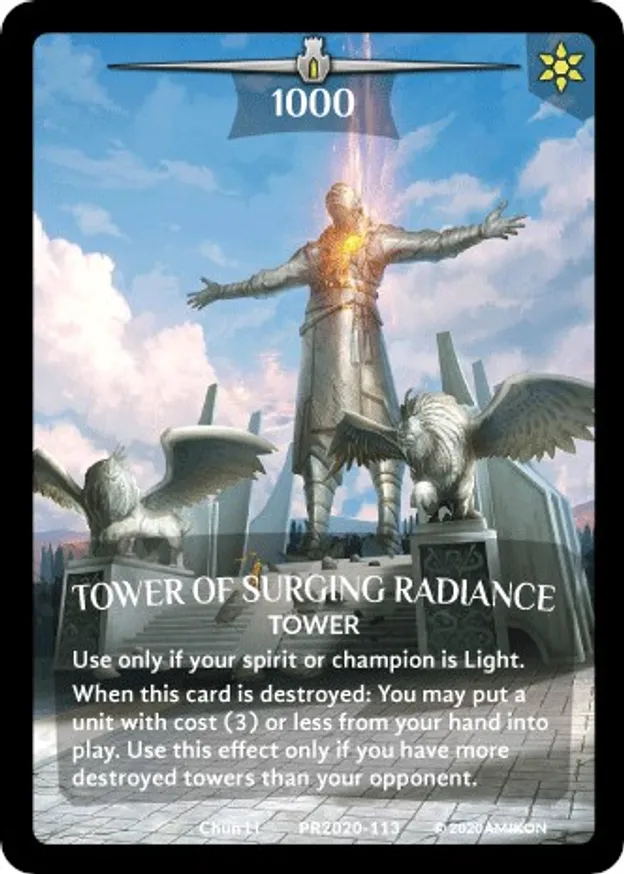 1000
TOWER OF SURGING RADIANCE
TOWER
Use only if your spirit or champion is Light.
When this card is destroyed: You may put a
unit with cost (3) or less from your hand into
play. Use this effect only if you have more
destroyed towers than your opponent.
Chun Li PR2020-113 © 2020 AMIKON